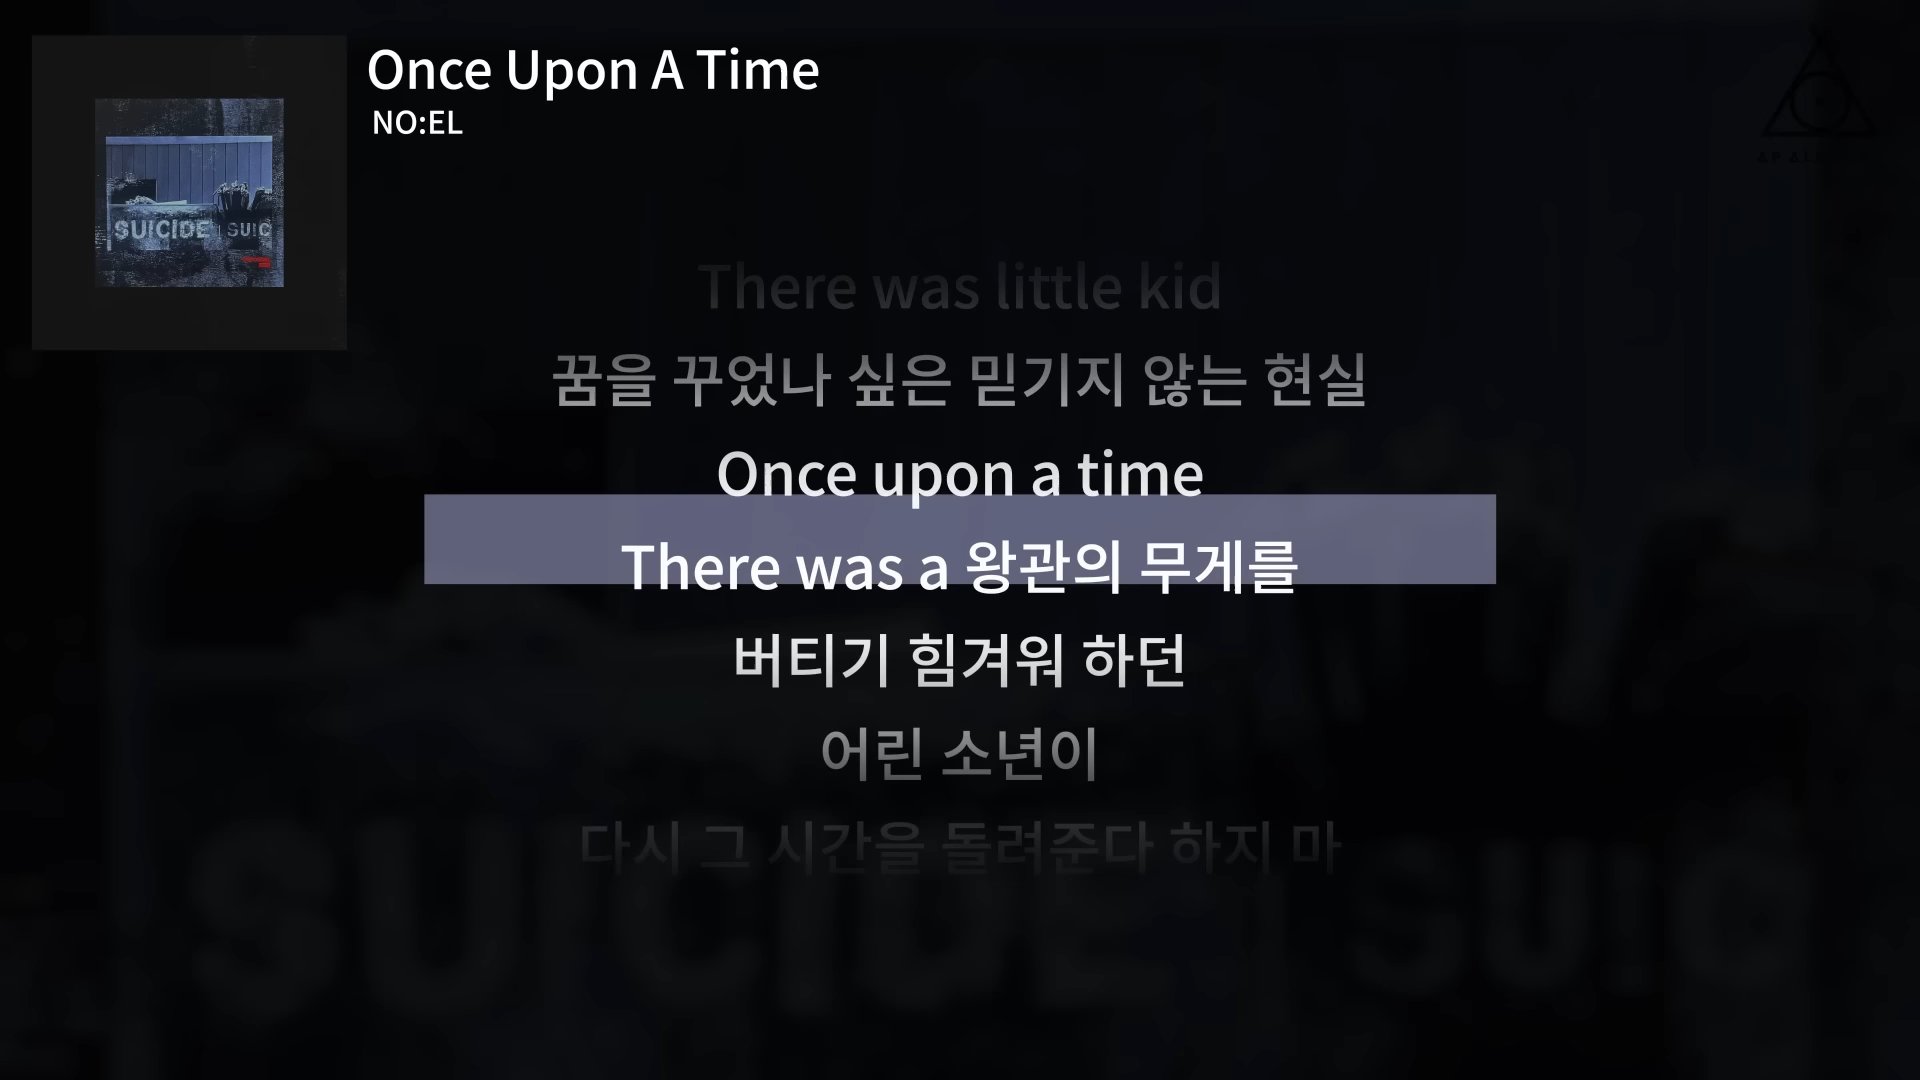 Once Upon A Time
NO:EL
SUICIDE SUIC
There was little kid
꿈을 꾸었나 싶은 믿기지 않는 현실
Once upon a time
There was a 왕관의 무게를
버티기 힘겨워 하던
어린 소년이
다시 그 시간을 돌려준다 하지 마
SUICIDE SUIC